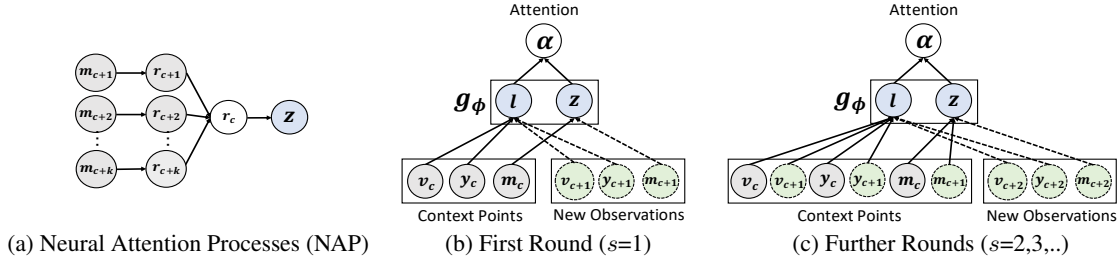 Attention
α
g_ϕ
l
z
v_c
y_c
m_c
v_{c+1}
y_{c+1}
m_{c+1}
Context Points
New Observations
Attention
α
g_ϕ
l
z
v_c
v_{c+1}
y_c
y_{c+1}
m_c
m_{c+1}
v_{c+2}
y_{c+2}
m_{c+2}
Context Points
New Observations
m_{c+1}
r_{c+1}
m_{c+2}
r_{c+2}
r_c
z
⋮
⋮
m_{c+k}
r_{c+k}
(a) Neural Attention Processes (NAP)
(b) First Round (s=1)
(c) Further Rounds (s=2,3,..)